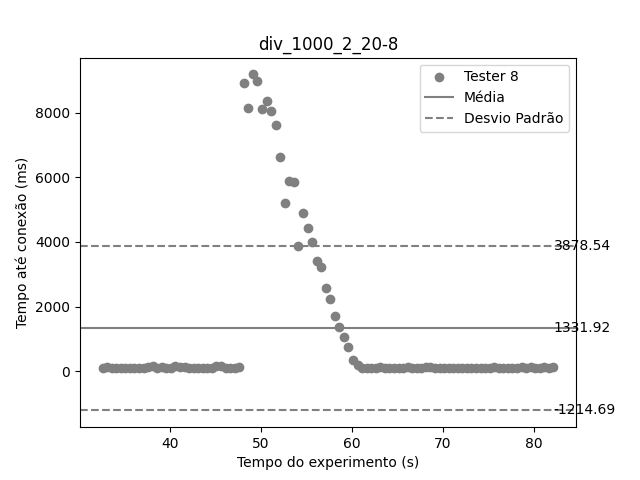 div_1000_2_20-8
Tester 8
Média
Desvio Padrão
8000
6000
4000
2000
0
Tempo até conexão (ms)
3878.54
1331.92
-1214.69
40 50 60 70 80
Tempo do experimento (s)